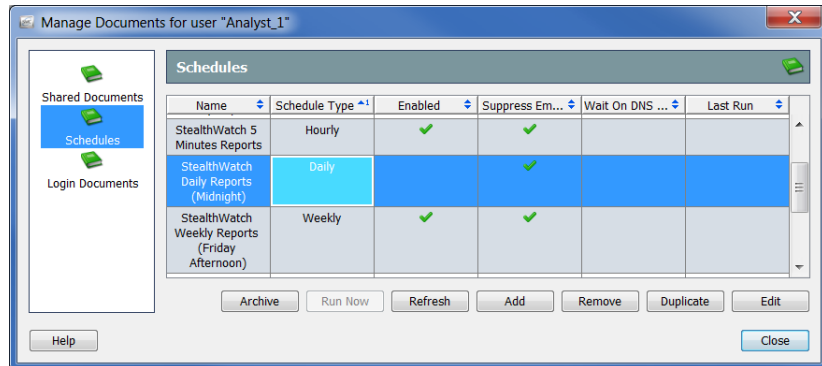 Manage Documents for user "Analyst_1"
Shared Documents
Schedules
Login Documents
Schedules
Name Schedule Type 1 Enabled Suppress Em... Wait On DNS ... Last Run
StealthWatch 5
Minutes Reports
Hourly
StealthWatch
Daily Reports
(Midnight)
Daily
StealthWatch
Weekly Reports
(Friday
Afternoon)
Weekly
Archive Run Now Refresh Add Remove Duplicate Edit
Help Close